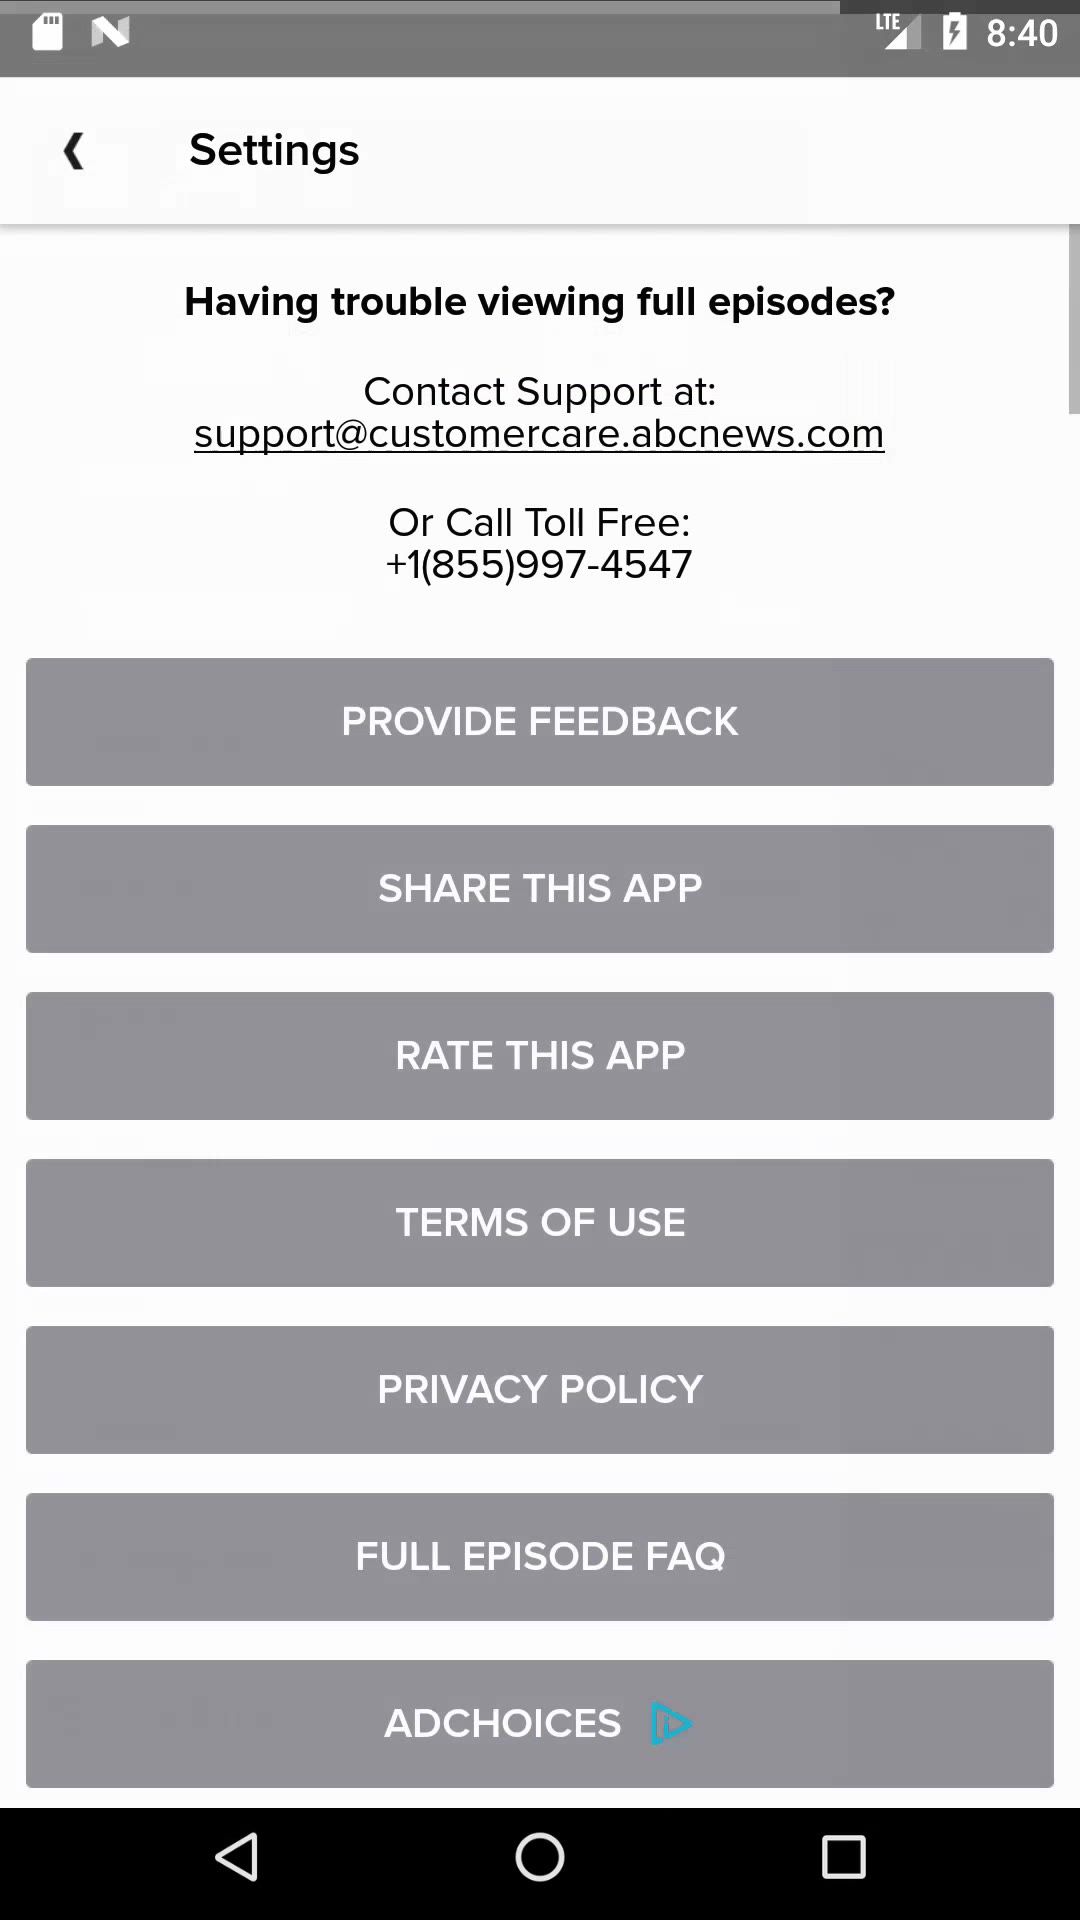 LTE 8:40
Settings
Having trouble viewing full episodes?
Contact Support at:
support@customercare.abcnews.com
Or Call Toll Free:
+1(855)997-4547
PROVIDE FEEDBACK
SHARE THIS APP
RATE THIS APP
TERMS OF USE
PRIVACY POLICY
FULL EPISODE FAQ
ADCHOICES